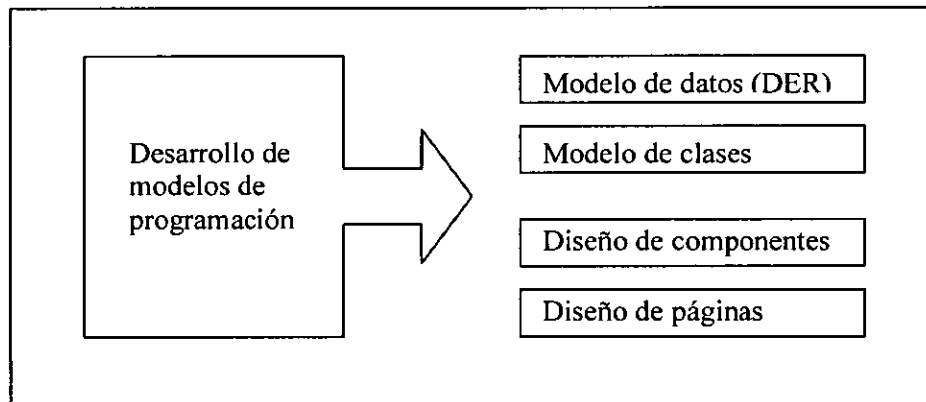 Desarrollo de
modelos de
programación
Modelo de datos (DER)
Modelo de clases
Diseño de componentes
Diseño de páginas